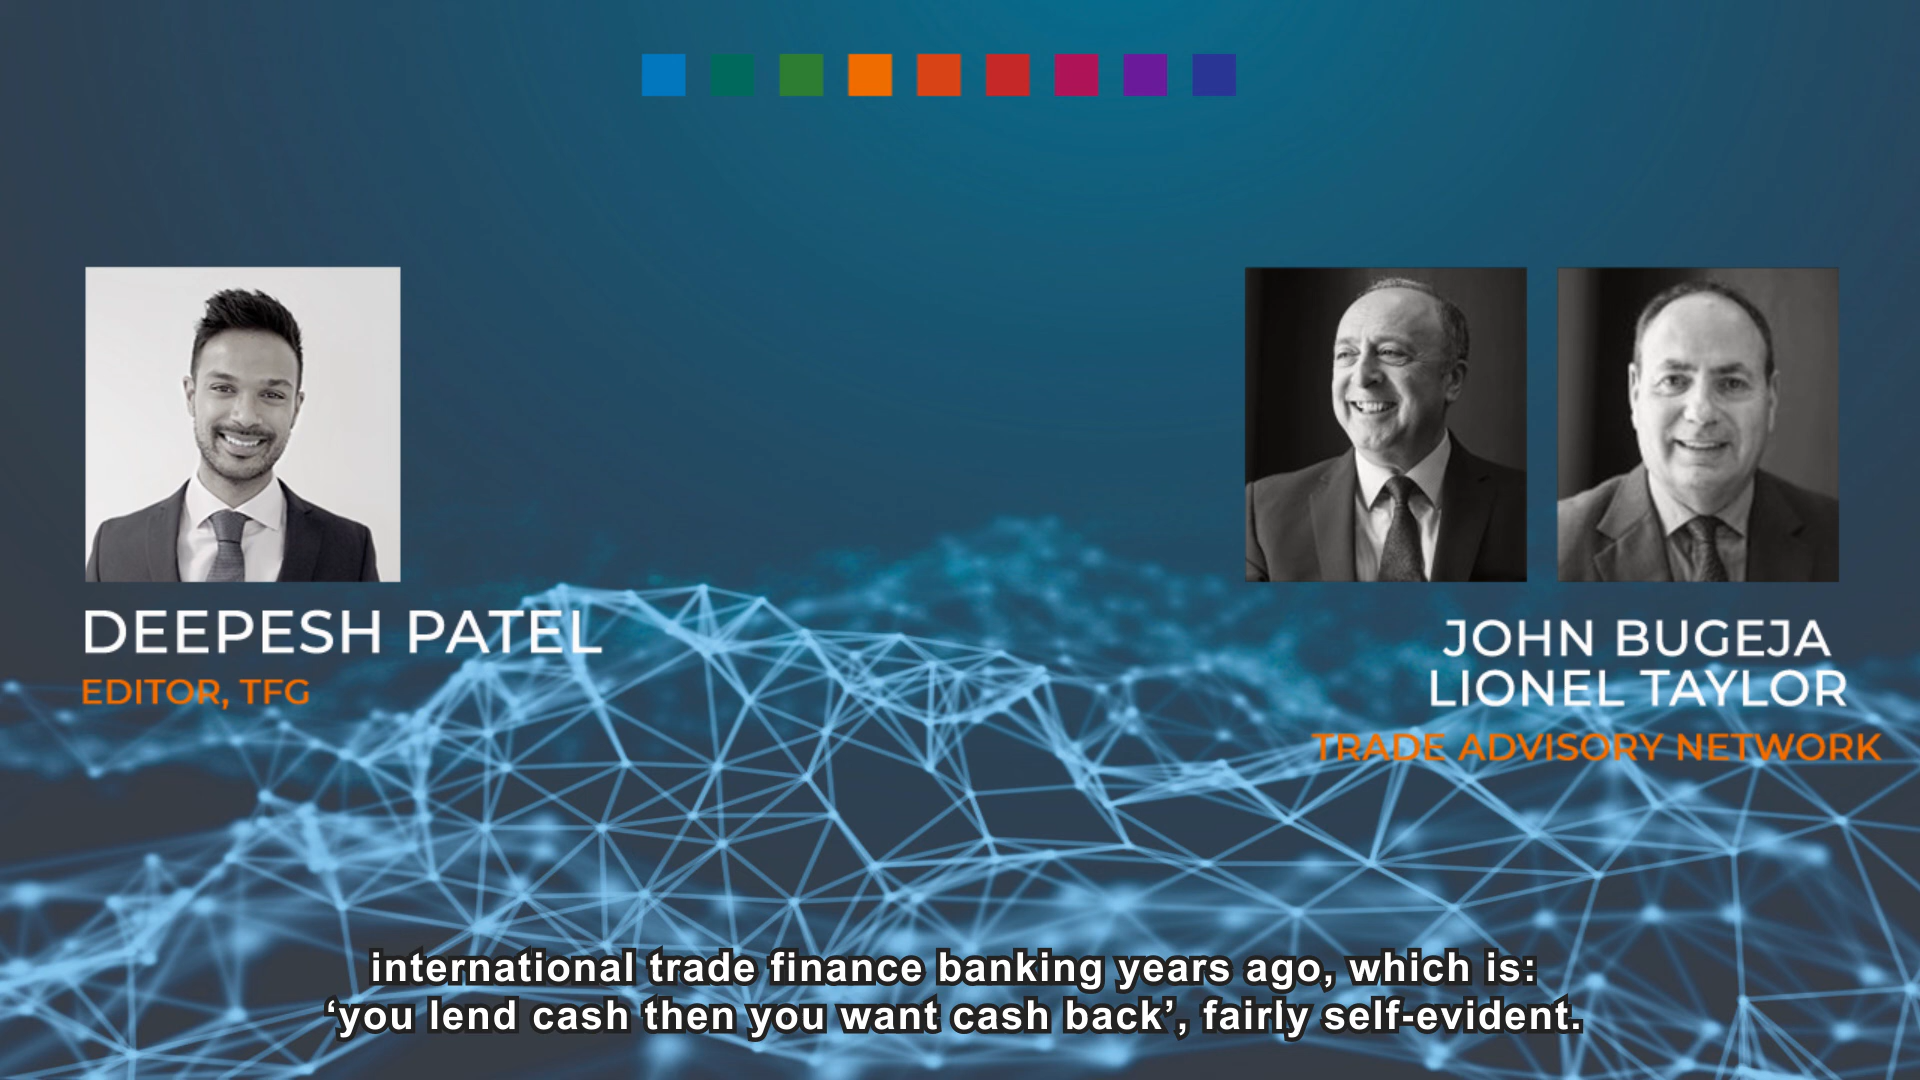 DEEPESH PATEL
EDITOR, TFG
JOHN BUGEJA
LIONEL TAYLOR
TRADE ADVISORY NETWORK
international trade finance banking years ago, which is:
‘you lend cash then you want cash back’, fairly self-evident.